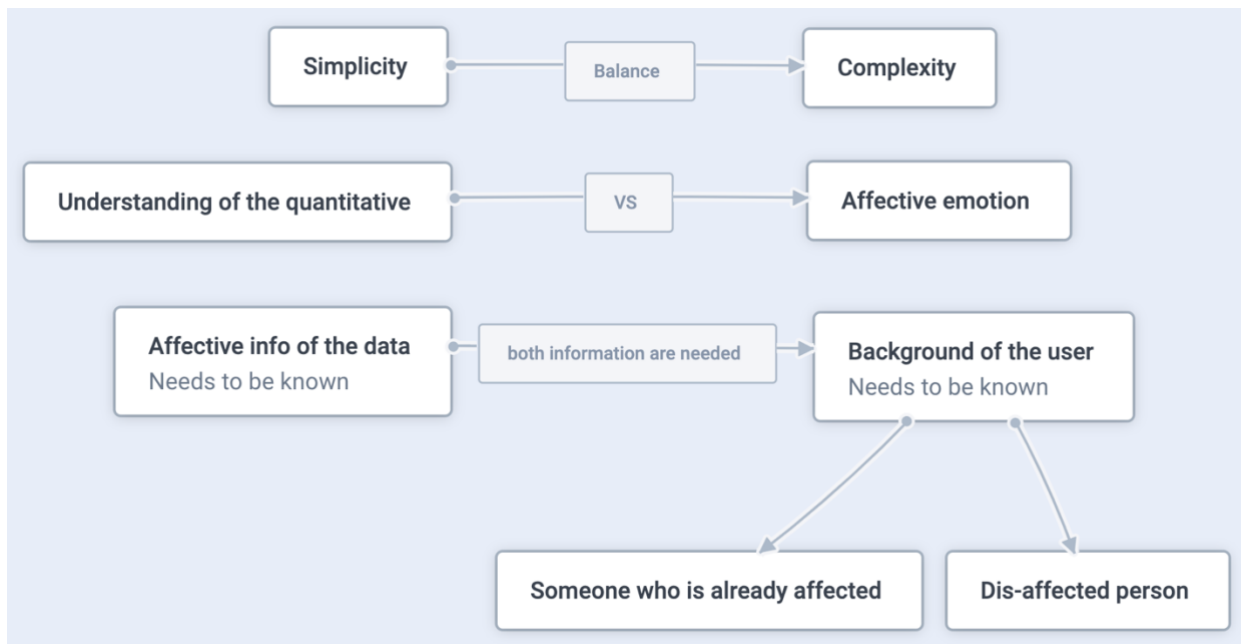 Simplicity
Balance
Complexity
Understanding of the quantitative
VS
Affective emotion
Affective info of the data
Needs to be known
both information are needed
Background of the user
Needs to be known
Someone who is already affected
Dis-affected person